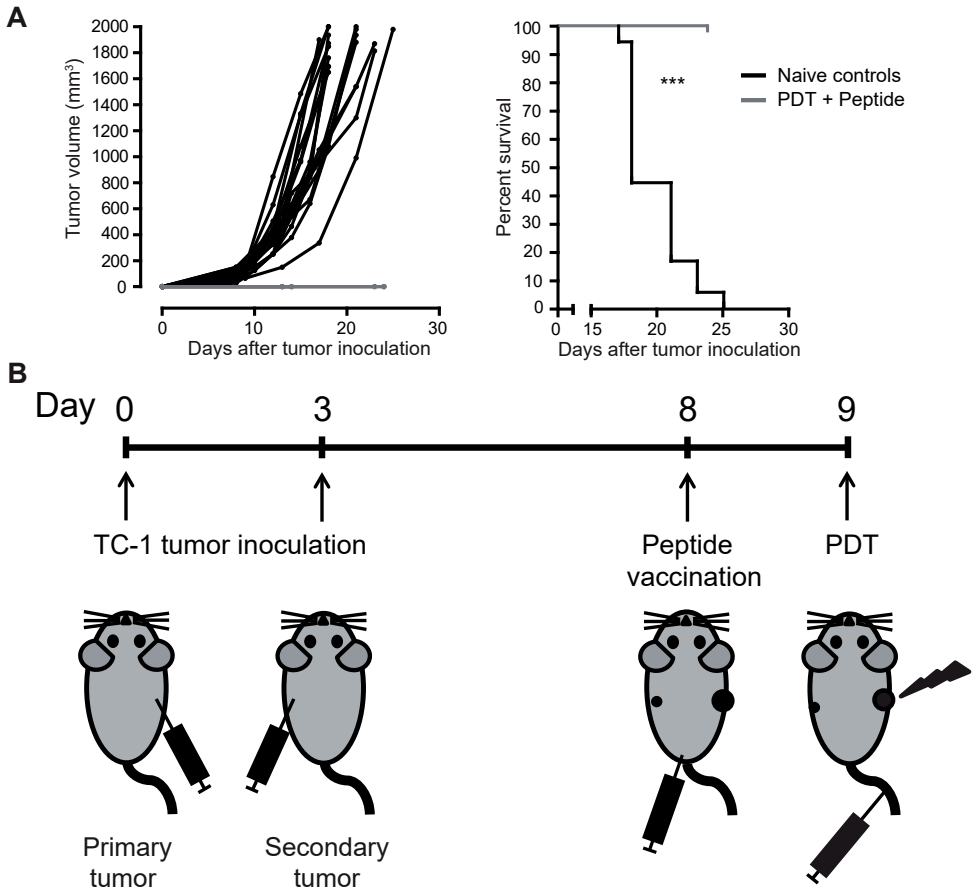 A
Tumor volume (mm³)
2000
1800
1600
1400
1200
1000
800
600
400
200
0
0 10 20 30
Days after tumor inoculation
Percent survival
100
90
80
70
60
50
40
30
20
10
0
0 15 20 25 30
Days after tumor inoculation
***
Naive controls
PDT + Peptide
B
Day 0 3 8 9
TC-1 tumor inoculation
Peptide
vaccination
PDT
Primary
tumor
Secondary
tumor